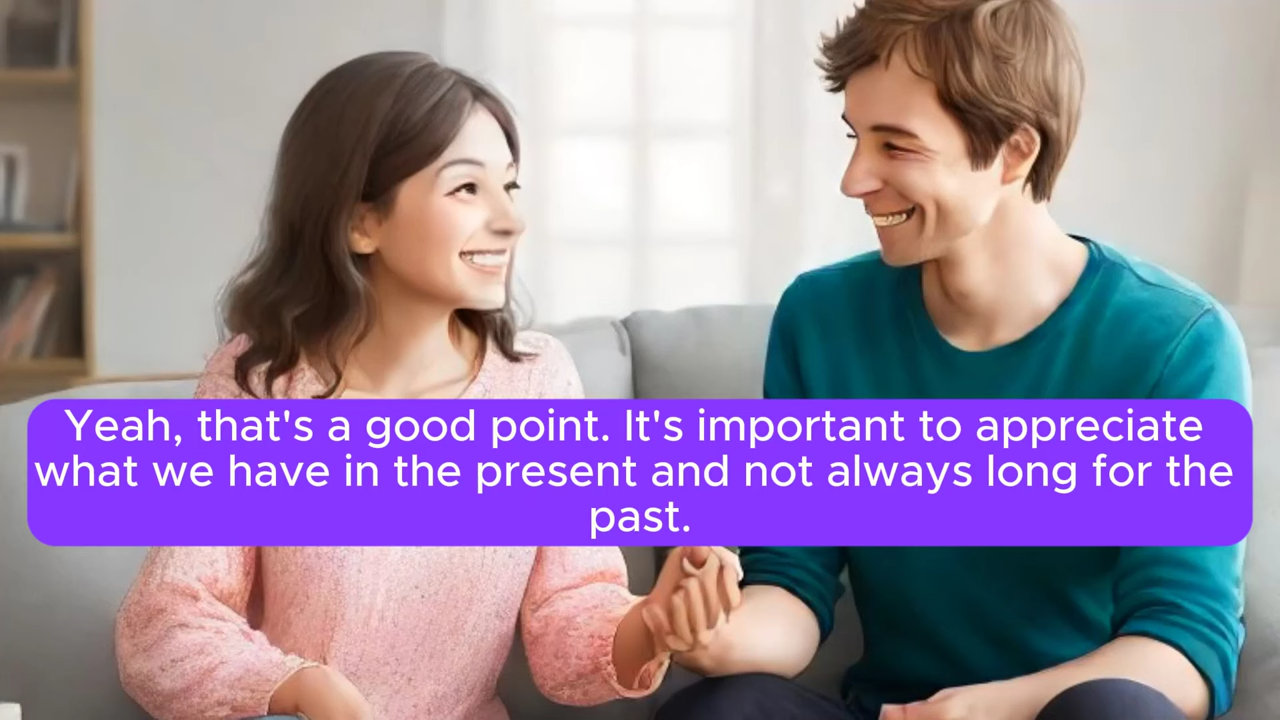 Yeah, that's a good point. It's important to appreciate
what we have in the present and not always long for the
past.